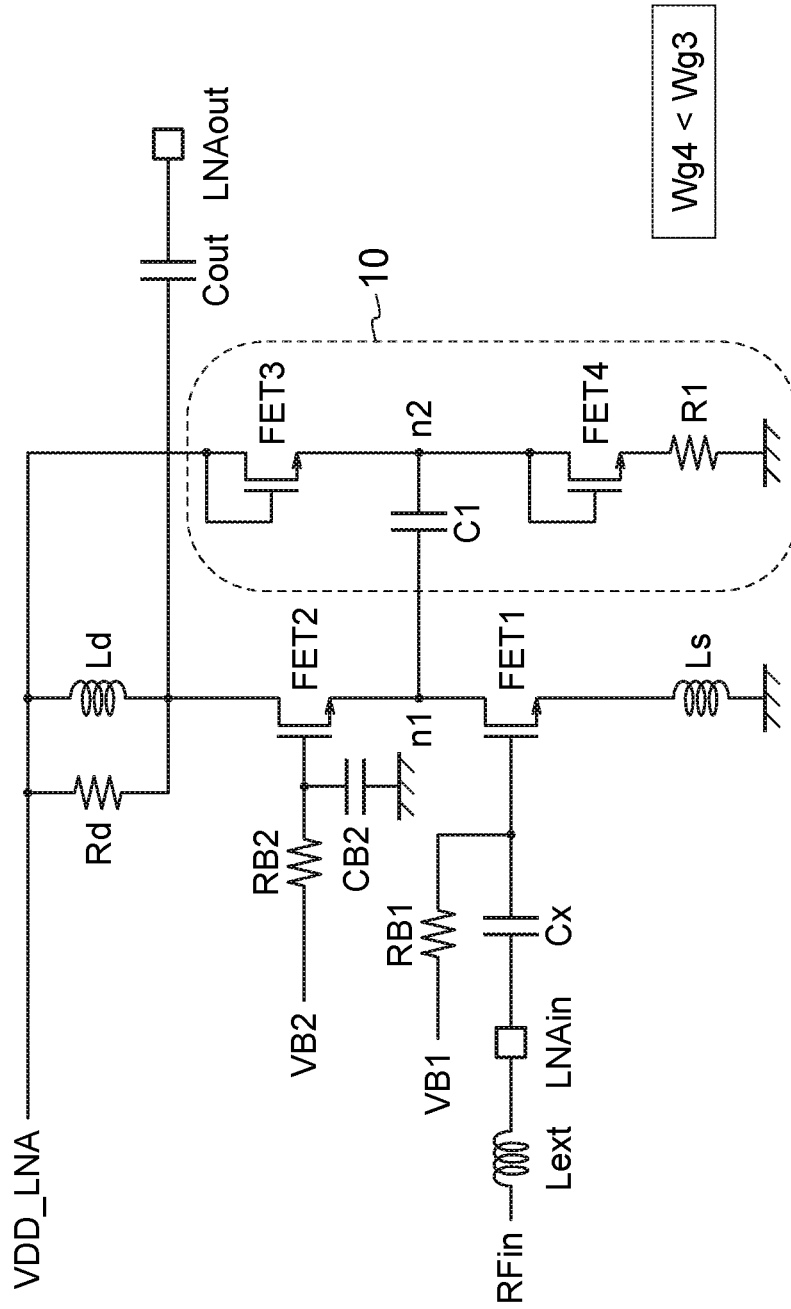 VDD_LNA
Rd
Ld
Cout
LNAout
10
RB2
VB2
CB2
FET2
FET3
n1
C1
n2
RB1
VB1
FET1
FET4
RFin
Lext
LNAin
Cx
Ls
R1
Wg4 < Wg3